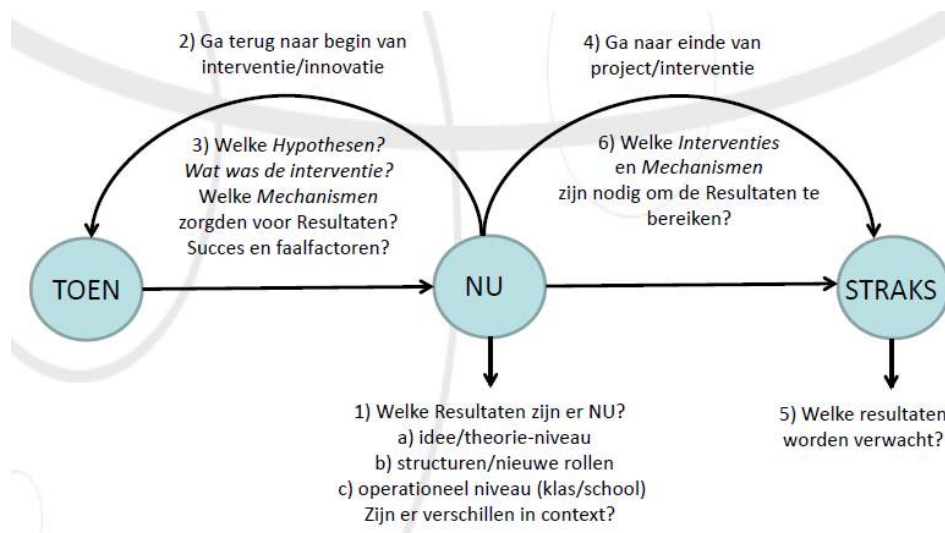 2) Ga terug naar begin van
interventie/innovatie
4) Ga naar einde van
project/interventie
3) Welke Hypothesen?
Wat was de interventie?
Welke Mechanismen
zorgden voor Resultaten?
Succes en faalfactoren?
6) Welke Interventies
en Mechanismen
zijn nodig om de Resultaten te
bereiken?
TOEN
NU
STRAKS
1) Welke Resultaten zijn er NU?
a) idee/theorie-niveau
b) structuren/nieuwe rollen
c) operationeel niveau (klas/school)
Zijn er verschillen in context?
5) Welke resultaten
worden verwacht?